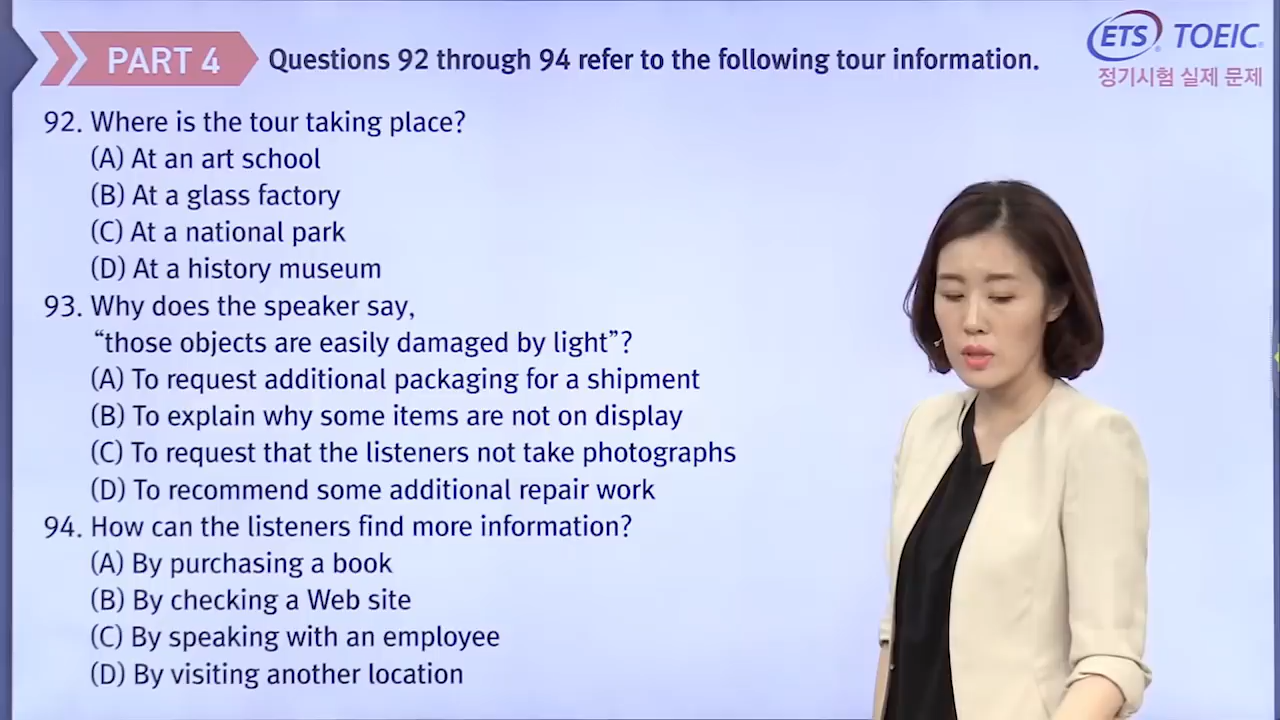 PART 4
Questions 92 through 94 refer to the following tour information.
ETS TOEIC
정기시험 실제 문제
92. Where is the tour taking place?
(A) At an art school
(B) At a glass factory
(C) At a national park
(D) At a history museum
93. Why does the speaker say,
“those objects are easily damaged by light”?
(A) To request additional packaging for a shipment
(B) To explain why some items are not on display
(C) To request that the listeners not take photographs
(D) To recommend some additional repair work
94. How can the listeners find more information?
(A) By purchasing a book
(B) By checking a Web site
(C) By speaking with an employee
(D) By visiting another location